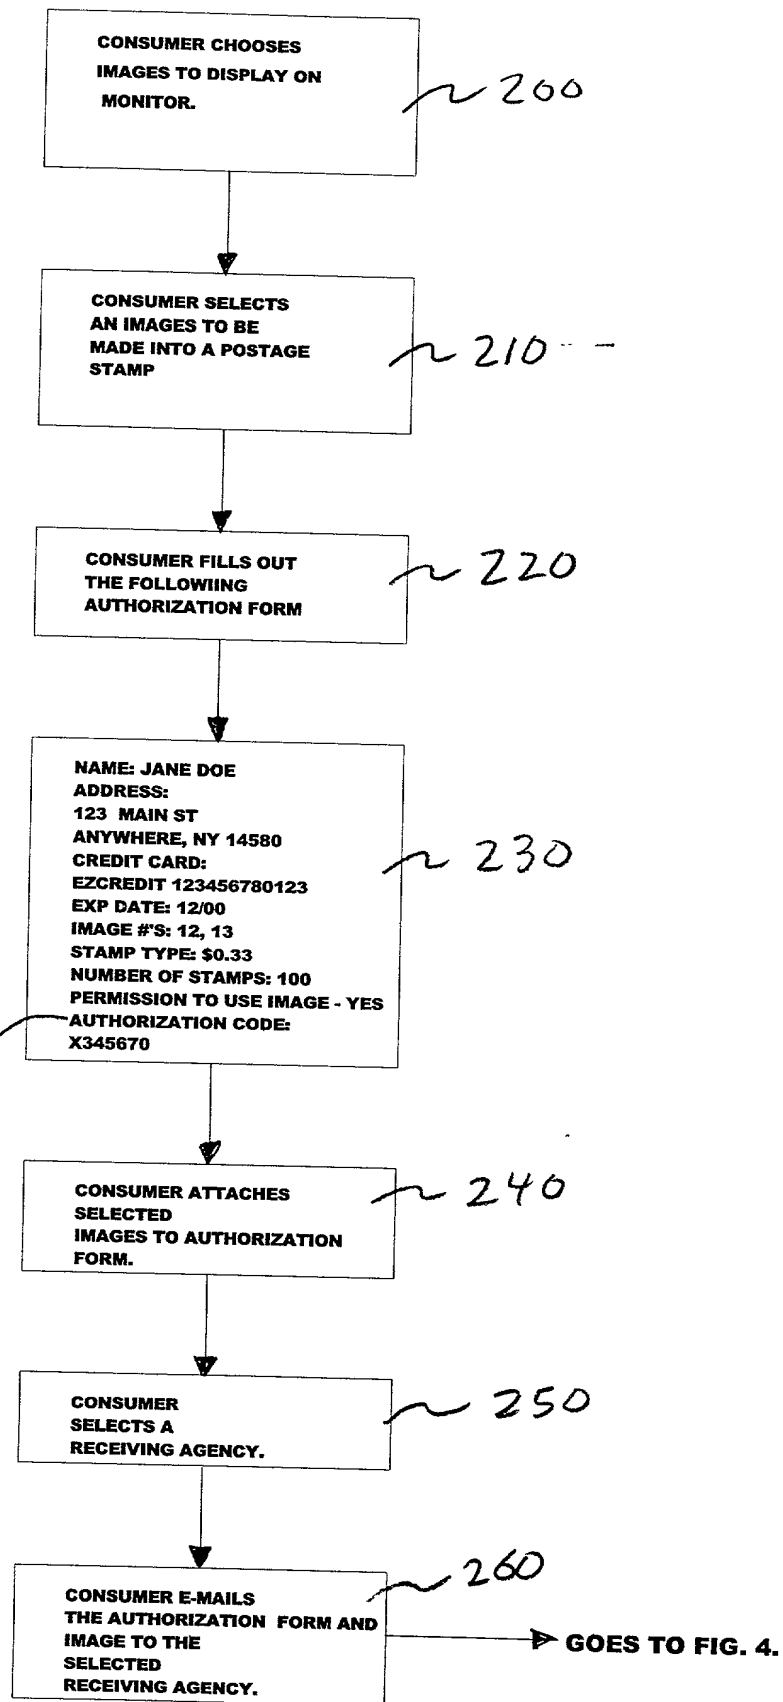 CONSUMER CHOOSES
IMAGES TO DISPLAY ON
MONITOR.
200
CONSUMER SELECTS
AN IMAGES TO BE
MADE INTO A POSTAGE
STAMP
210
CONSUMER FILLS OUT
THE FOLLOWIING
AUTHORIZATION FORM
220
NAME: JANE DOE
ADDRESS:
123 MAIN ST
ANYWHERE, NY 14580
CREDIT CARD:
EZCREDIT 123456780123
EXP DATE: 12/00
IMAGE #'S: 12, 13
STAMP TYPE: $0.33
NUMBER OF STAMPS: 100
PERMISSION TO USE IMAGE - YES
AUTHORIZATION CODE:
X345670
230
CONSUMER ATTACHES
SELECTED
IMAGES TO AUTHORIZATION
FORM.
240
CONSUMER
SELECTS A
RECEIVING AGENCY.
250
CONSUMER E-MAILS
THE AUTHORIZATION FORM AND
IMAGE TO THE
SELECTED
RECEIVING AGENCY.
260
GOES TO FIG. 4.